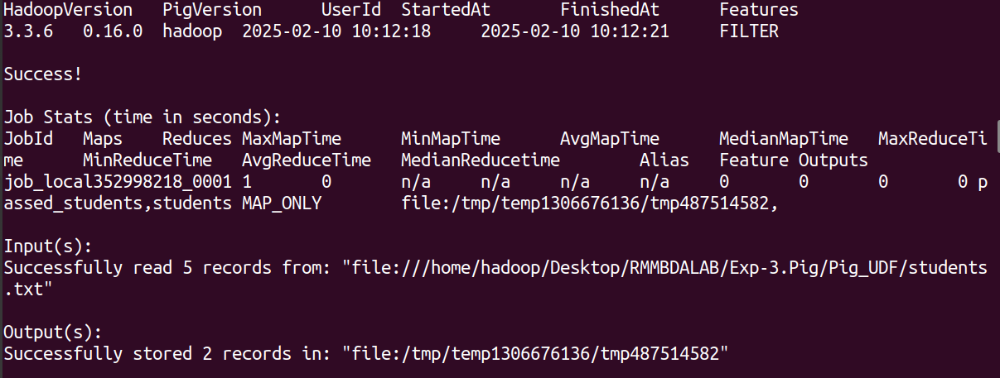 HadoopVersion   PigVersion      UserId  StartedAt       FinishedAt      Features
3.3.6   0.16.0  hadoop  2025-02-10 10:12:18     2025-02-10 10:12:21     FILTER
Success!
Job Stats (time in seconds):
JobId   Maps    Reduces MaxMapTime      MinMapTime      AvgMapTime      MedianMapTime   MaxReduceTi
me      MinReduceTime   AvgReduceTime   MedianReducetime        Alias   Feature Outputs
job_local352998218_0001 1       0       n/a     n/a     n/a     n/a     0       0       0       0 p
assed_students,students MAP_ONLY        file:/tmp/temp1306676136/tmp487514582,
Input(s):
Successfully read 5 records from: "file:///home/hadoop/Desktop/RMMBDALAB/Exp-3.Pig/Pig_UDF/students
.txt"
Output(s):
Successfully stored 2 records in: "file:/tmp/temp1306676136/tmp487514582"